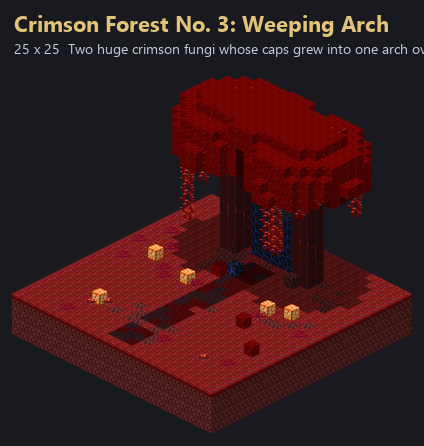 Crimson Forest No. 3: Weeping Arch
25 x 25 Two huge crimson fungi whose caps grew into one arch ov